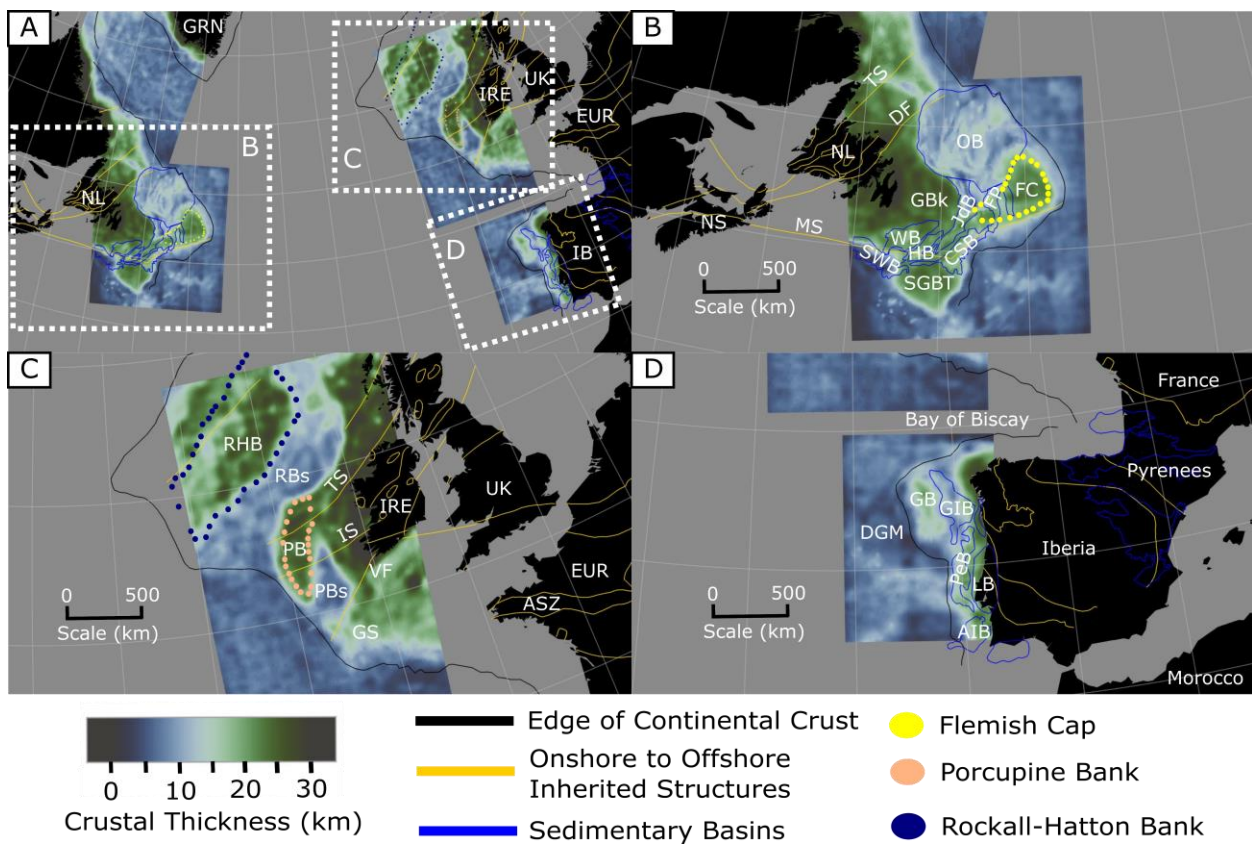 A
GRN
UK
IRE
EUR
C
B
NL
D
IB
B
TS
DF
OB
NL
FC
FP
GBk
JdB
NS
MS
WB
HB
CSB
SWB
SGBT
0 500
Scale (km)
C
RHB
RBs
TS
IRE
UK
IS
PB
VF
PBs
EUR
ASZ
GS
0 500
Scale (km)
D
France
Bay of Biscay
Pyrenees
GB
GIB
DGM
Iberia
PeB
LB
AIB
Morocco
0 500
Scale (km)
0 10 20 30
Crustal Thickness (km)
Edge of Continental Crust
Onshore to Offshore
Inherited Structures
Sedimentary Basins
Flemish Cap
Porcupine Bank
Rockall-Hatton Bank